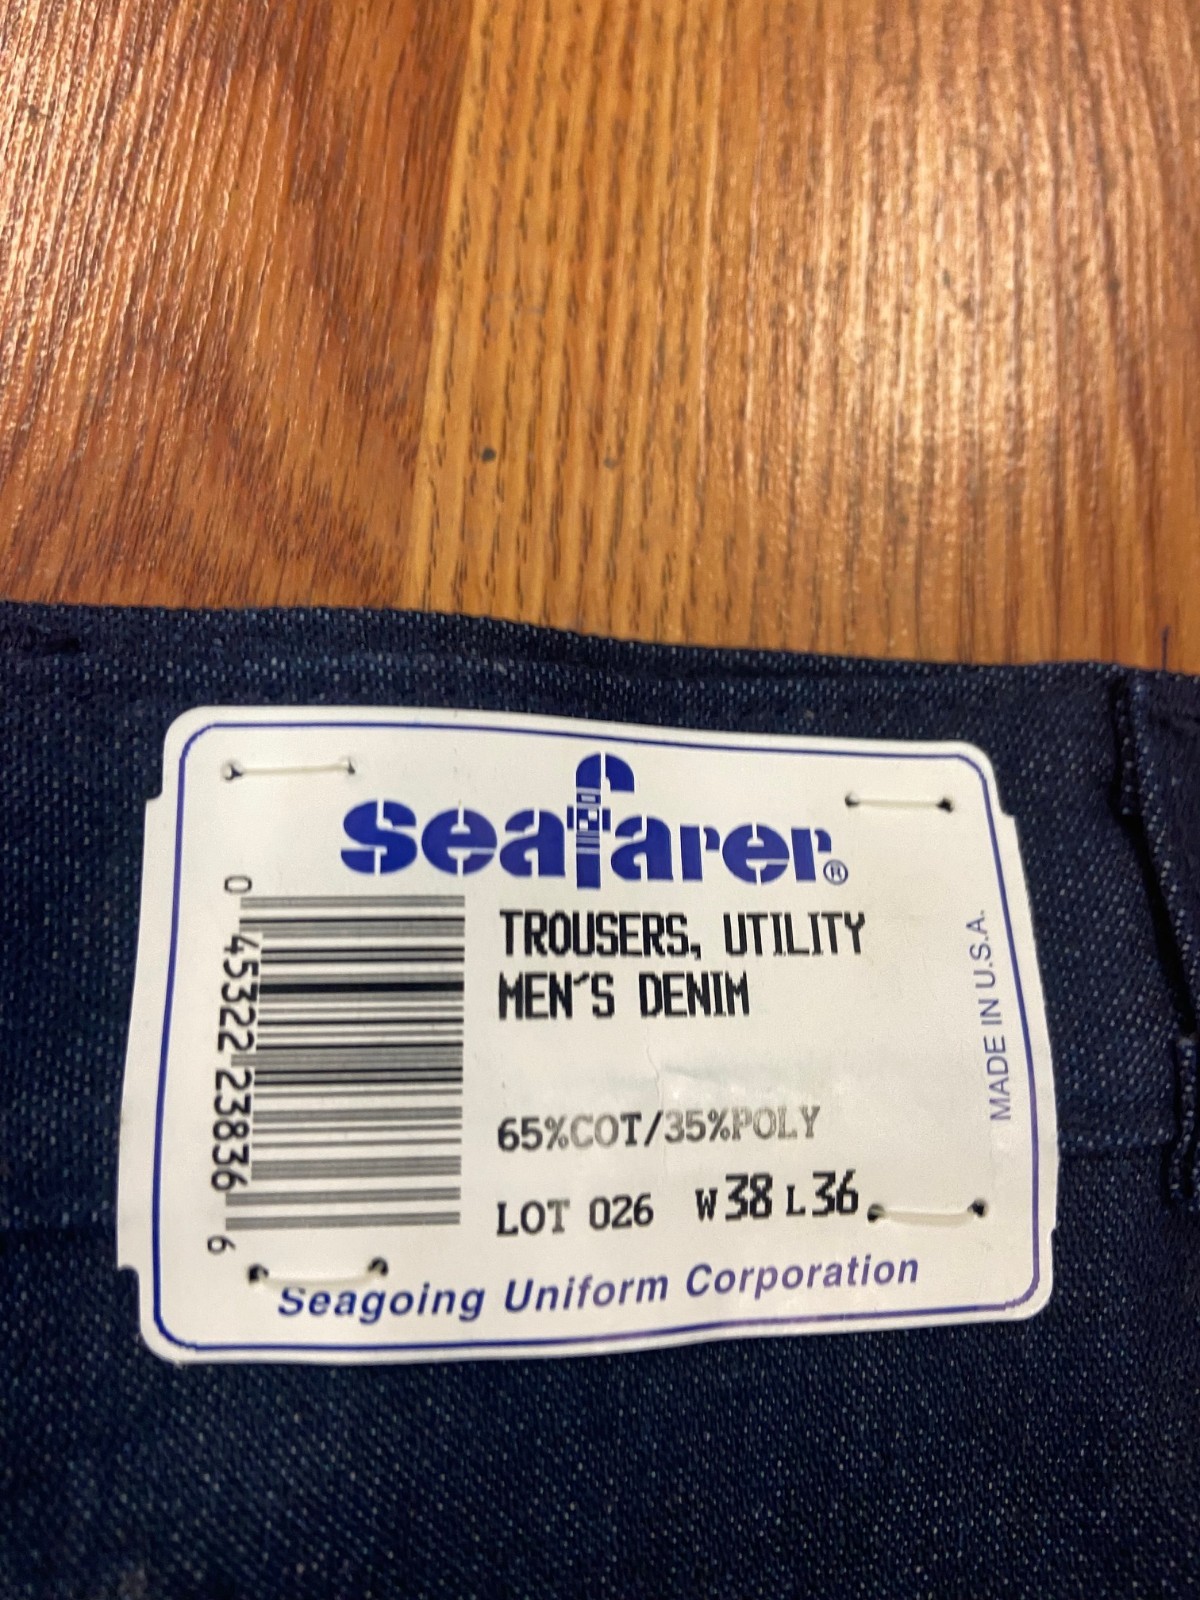 seafarer®
TROUSERS, UTILITY
MEN'S DENIM
65%COT/35%POLY
LOT 026 W38 L36
Seagoing Uniform Corporation
MADE IN U.S.A.
0 45322 23836 6